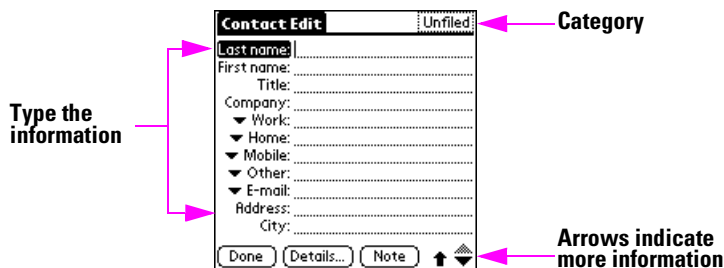 Contact Edit Unfiled
Category
Last name:
First name:
Title:
Company:
Work:
Home:
Mobile:
Other:
E-mail:
Address:
City:
Type the
information
Done Details... Note
Arrows indicate
more information